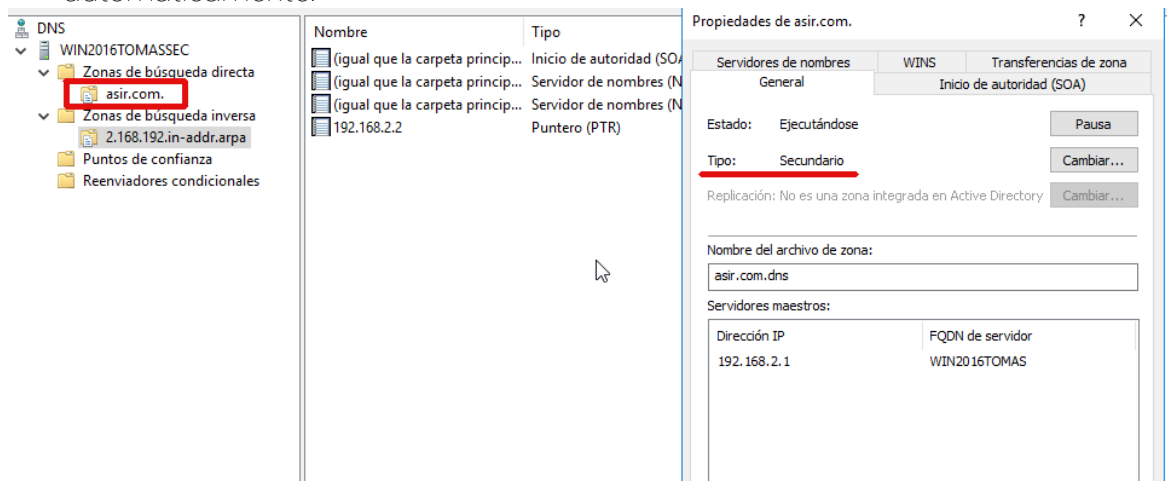 automáticamente.
DNS
WIN2016TOMASSEC
Zonas de búsqueda directa
asir.com.
Zonas de búsqueda inversa
2.168.192.in-addr.arpa
Puntos de confianza
Reenviadores condicionales
Nombre Tipo
(igual que la carpeta princip... Inicio de autoridad (SOA
(igual que la carpeta princip... Servidor de nombres (N
(igual que la carpeta princip... Servidor de nombres (N
192.168.2.2 Puntero (PTR)
Propiedades de asir.com. ? ×
Servidores de nombres WINS Transferencias de zona
General Inicio de autoridad (SOA)
Estado: Ejecutándose Pausa
Tipo: Secundario Cambiar...
Replicación: No es una zona integrada en Active Directory Cambiar...
Nombre del archivo de zona:
asir.com.dns
Servidores maestros:
Dirección IP FQDN de servidor
192.168.2.1 WIN2016TOMAS